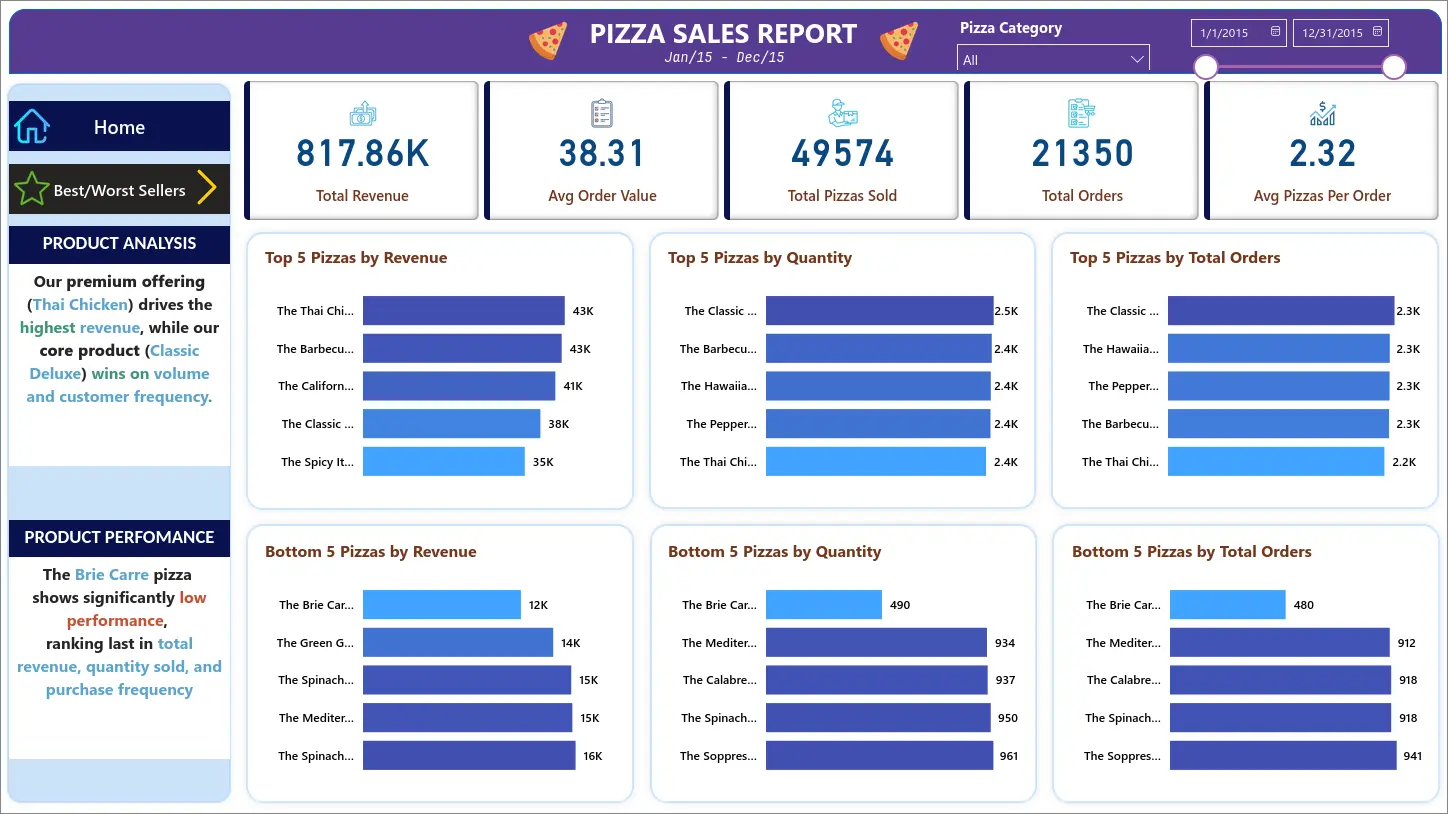 PIZZA SALES REPORT
Jan/15 - Dec/15
Pizza Category
All
1/1/2015
12/31/2015
Home
Best/Worst Sellers
PRODUCT ANALYSIS
Our premium offering
(Thai Chicken) drives the
highest revenue, while our
core product (Classic
Deluxe) wins on volume
and customer frequency.
PRODUCT PERFOMANCE
The Brie Carre pizza
shows significantly low
performance,
ranking last in total
revenue, quantity sold, and
purchase frequency
817.86K
Total Revenue
38.31
Avg Order Value
49574
Total Pizzas Sold
21350
Total Orders
2.32
Avg Pizzas Per Order
Top 5 Pizzas by Revenue
The Thai Chi... 43K
The Barbecu... 43K
The Californ... 41K
The Classic ... 38K
The Spicy It... 35K
Top 5 Pizzas by Quantity
The Classic ... 2.5K
The Barbecu... 2.4K
The Hawaiia... 2.4K
The Pepper... 2.4K
The Thai Chi... 2.4K
Top 5 Pizzas by Total Orders
The Classic ... 2.3K
The Hawaiia... 2.3K
The Pepper... 2.3K
The Barbecu... 2.3K
The Thai Chi... 2.2K
Bottom 5 Pizzas by Revenue
The Brie Car... 12K
The Green G... 14K
The Spinach... 15K
The Mediter... 15K
The Spinach... 16K
Bottom 5 Pizzas by Quantity
The Brie Car... 490
The Mediter... 934
The Calabre... 937
The Spinach... 950
The Soppres... 961
Bottom 5 Pizzas by Total Orders
The Brie Car... 480
The Mediter... 912
The Calabre... 918
The Spinach... 918
The Soppres... 941